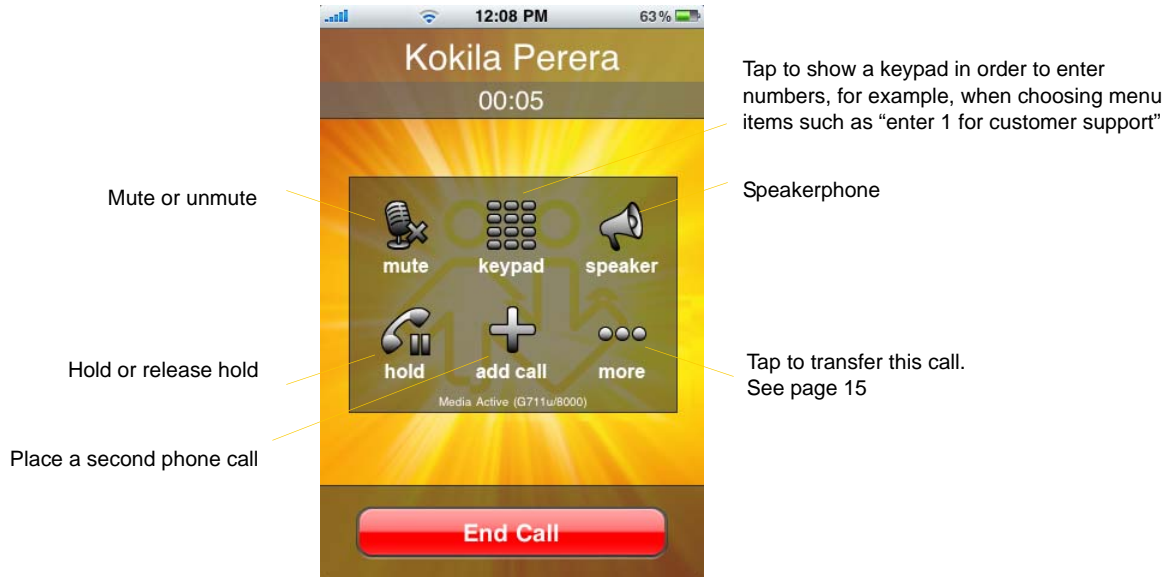 12:08 PM
63%
Kokila Perera
00:05
Tap to show a keypad in order to enter
numbers, for example, when choosing menu
items such as “enter 1 for customer support”
Mute or unmute
Speakerphone
mute
keypad
speaker
Hold or release hold
hold
add call
more
Tap to transfer this call.
See page 15
Media Active (G711u/8000)
Place a second phone call
End Call